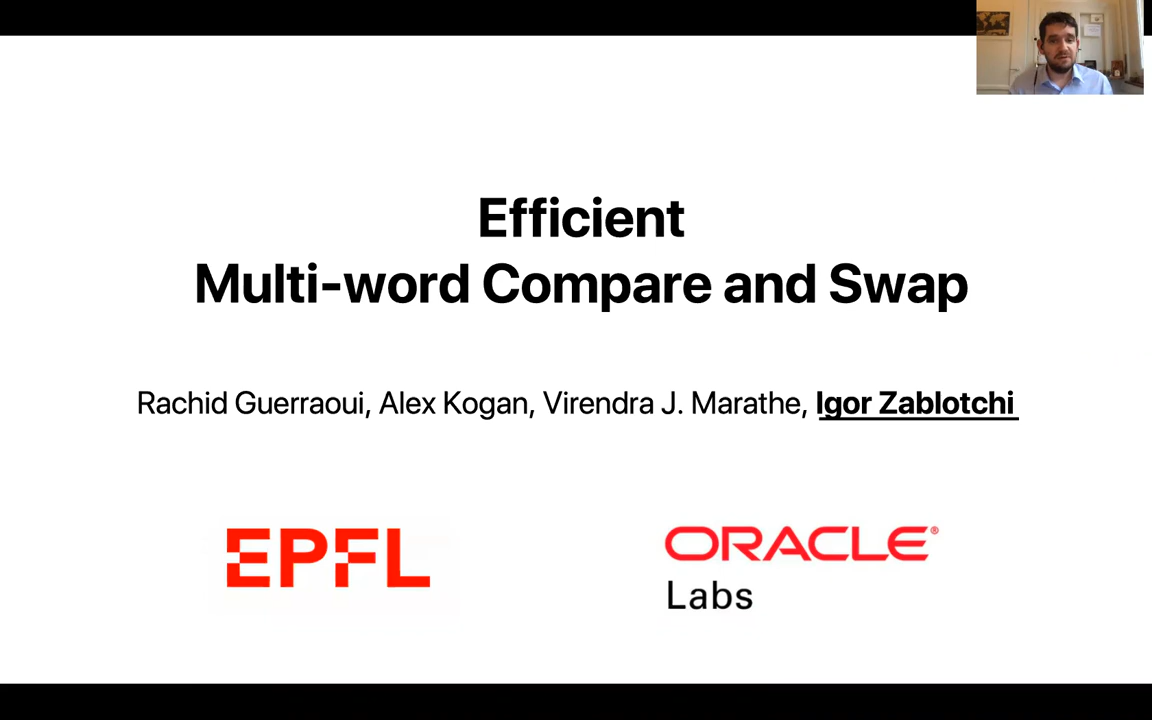 Efficient
Multi-word Compare and Swap
Rachid Guerraoui, Alex Kogan, Virendra J. Marathe, Igor Zablotchi
EPFL
ORACLE®
Labs